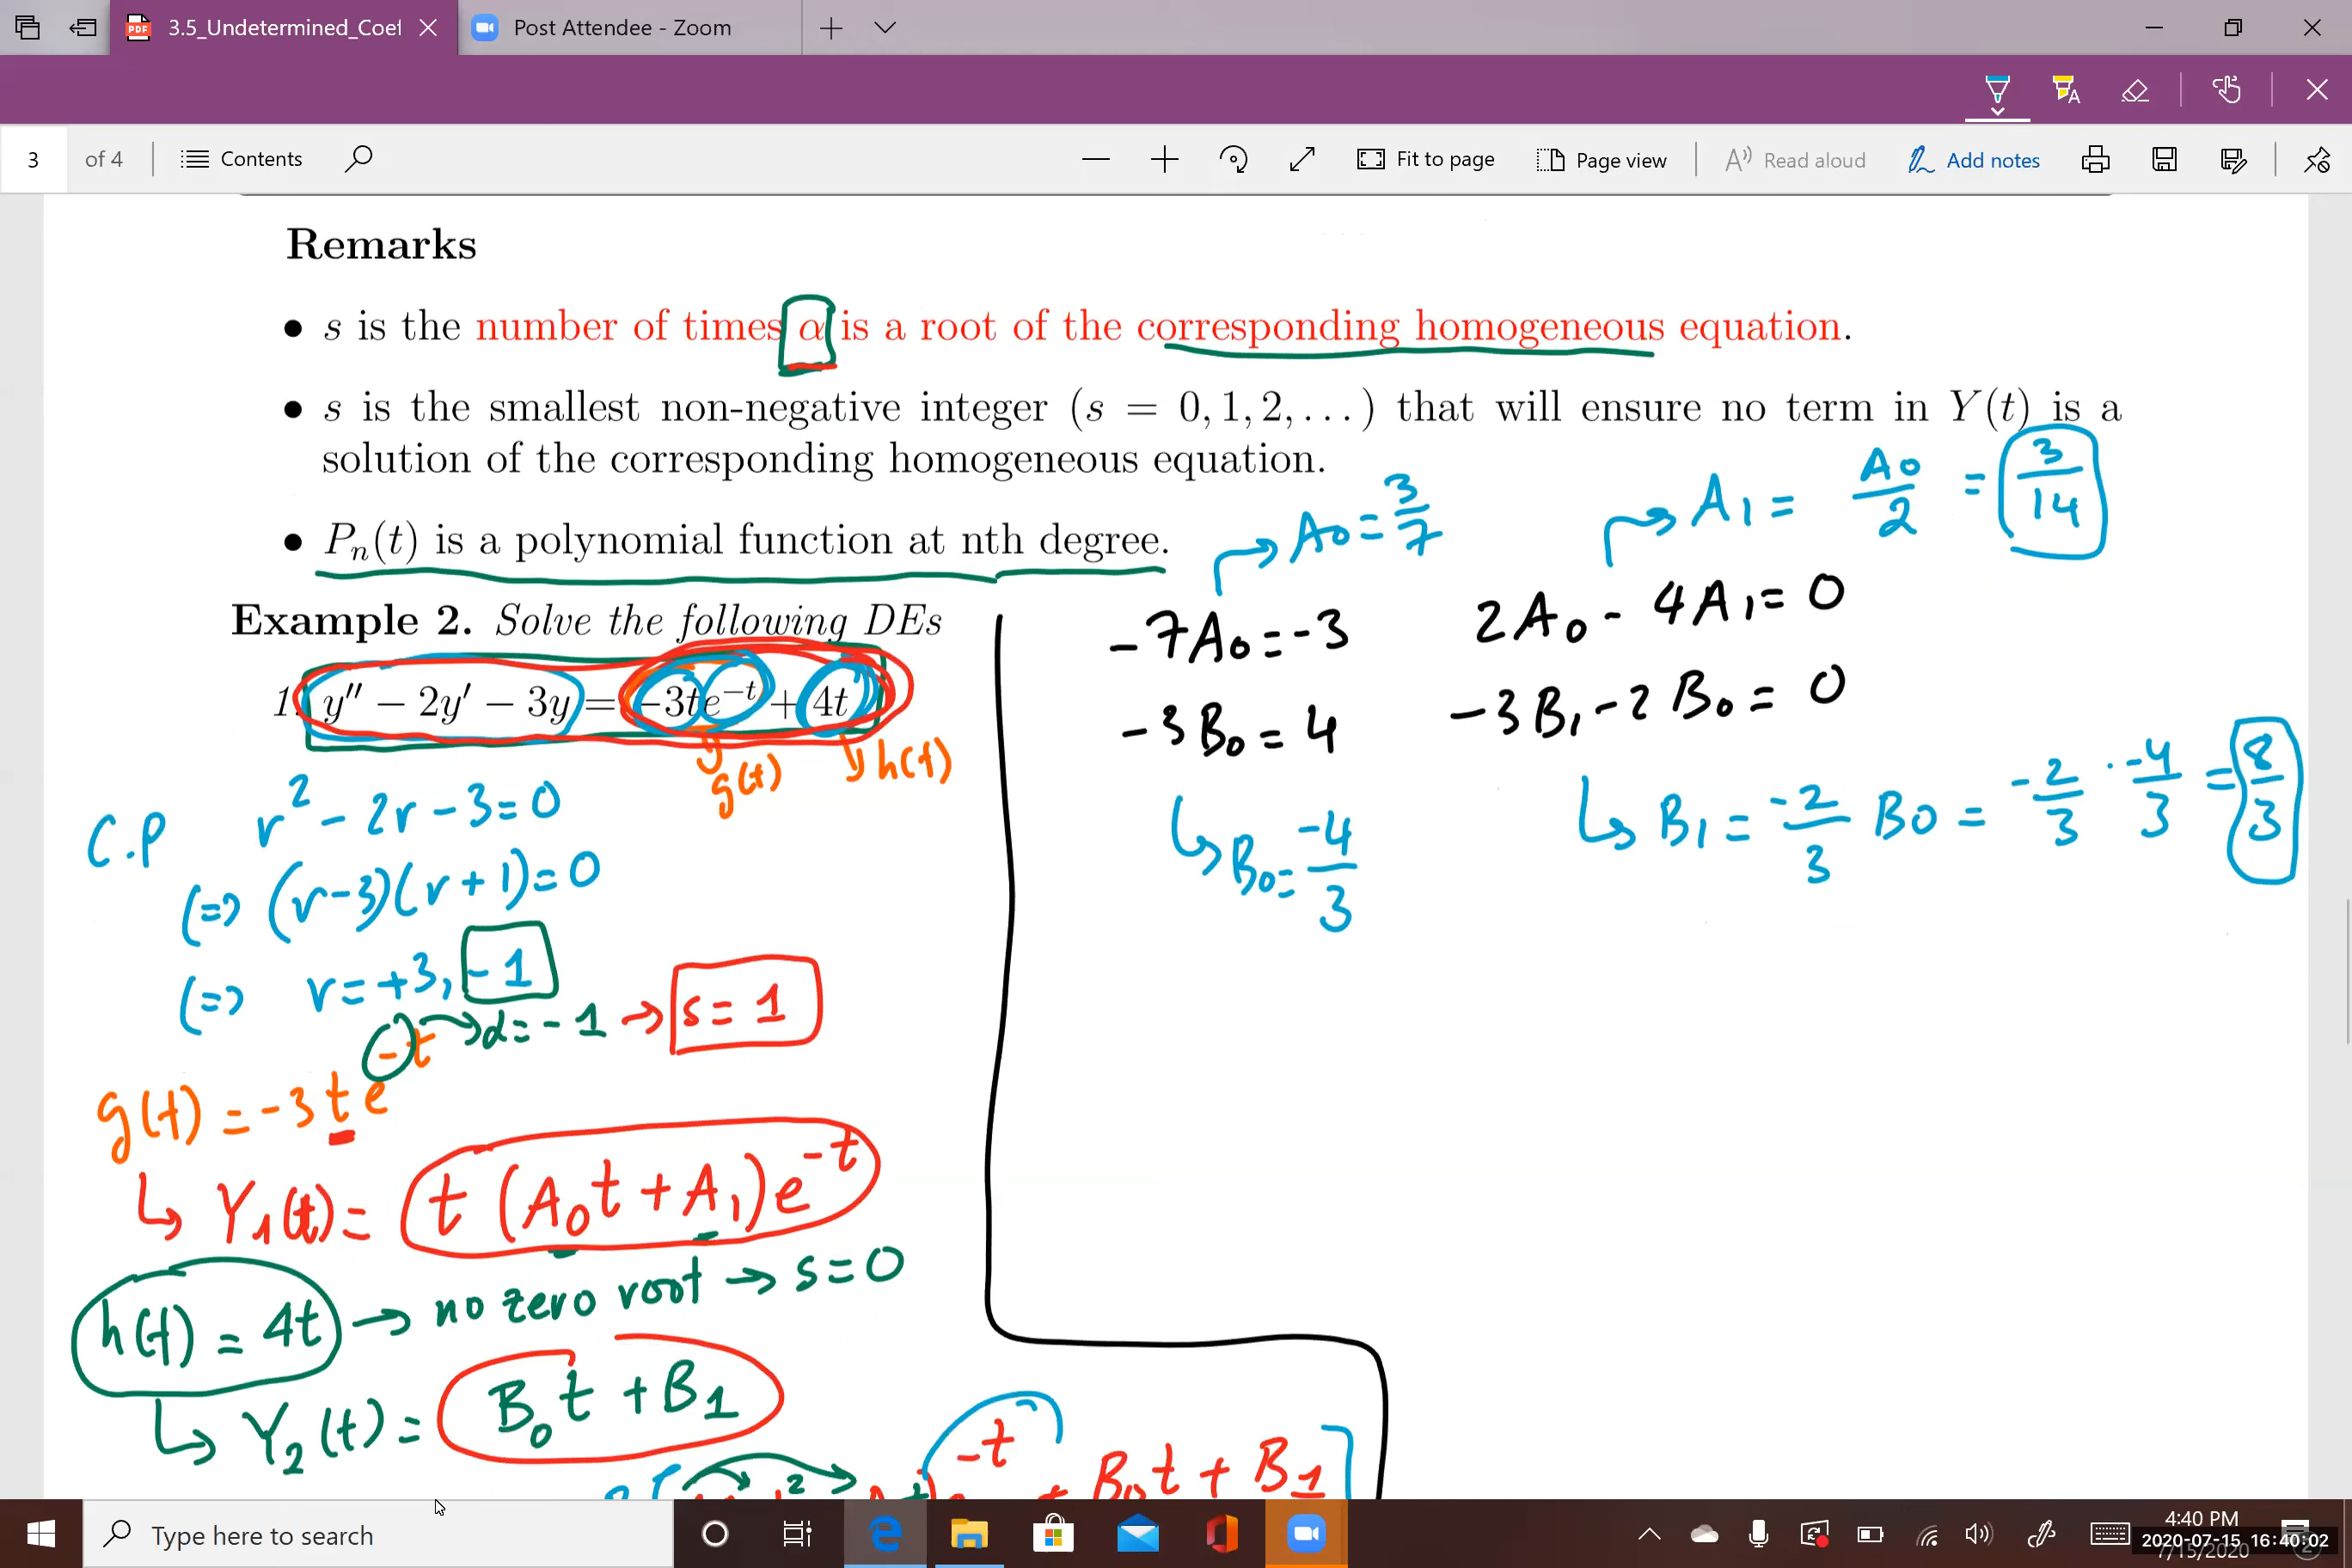 3.5_Undetermined_Coef
Post Attendee - Zoom
3 of 4 Contents Fit to page Page view Read aloud Add notes
Remarks
• s is the number of times α is a root of the corresponding homogeneous equation.
• s is the smallest non-negative integer (s = 0, 1, 2, . . . ) that will ensure no term in Y(t) is a
solution of the corresponding homogeneous equation.
• Pn(t) is a polynomial function at nth degree.
A0 = 3/7
A1 = A0/2 = 3/14
Example 2. Solve the following DEs
-7A0 = -3
2A0 - 4A1 = 0
1. y″ − 2y′ − 3y = −3te^−t + 4t
g(t)
h(t)
-3B0 = 4
-3B1 - 2B0 = 0
B0 = -4/3
B1 = -2/3 B0 = -2/3 · -4/3 = 8/3
C.P r² - 2r - 3 = 0
(=> (r-3)(r+1) = 0
(=> r = +3, -1
α = -1 → s = 1
g(t) = -3te^-t
↳ Y1(t) = t(A0t + A1)e^-t
h(t) = 4t → no zero root → s = 0
↳ Y2(t) = B0t + B1
-t
B0t + B1]
Type here to search
4:40 PM
2020-07-15 16:40:02
7/15/2020